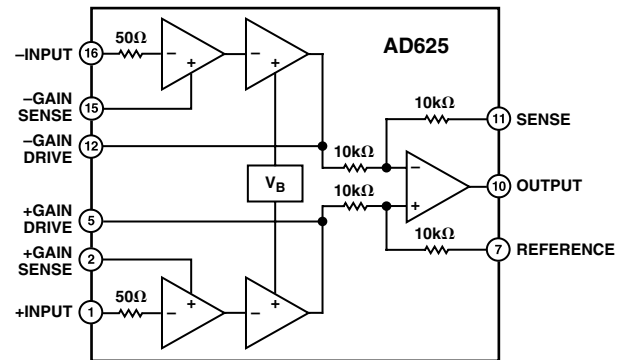 AD625
50Ω
–INPUT
16
–
+
–
+
–GAIN
SENSE
15
10kΩ
11
SENSE
–GAIN
DRIVE
12
10kΩ
–
+
VB
10
OUTPUT
10kΩ
+GAIN
DRIVE
5
10kΩ
7
REFERENCE
+GAIN
SENSE
2
50Ω
+
–
+
–
+INPUT
1